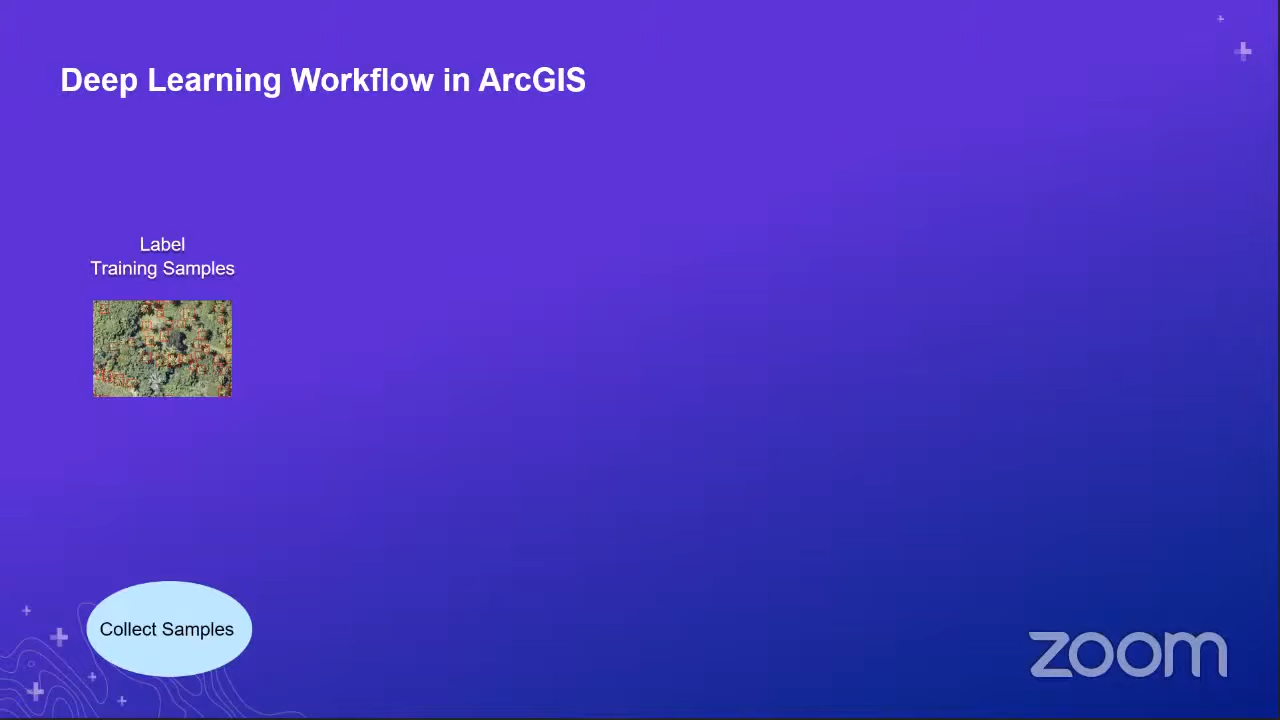 Deep Learning Workflow in ArcGIS
Label
Training Samples
Collect Samples
zoom